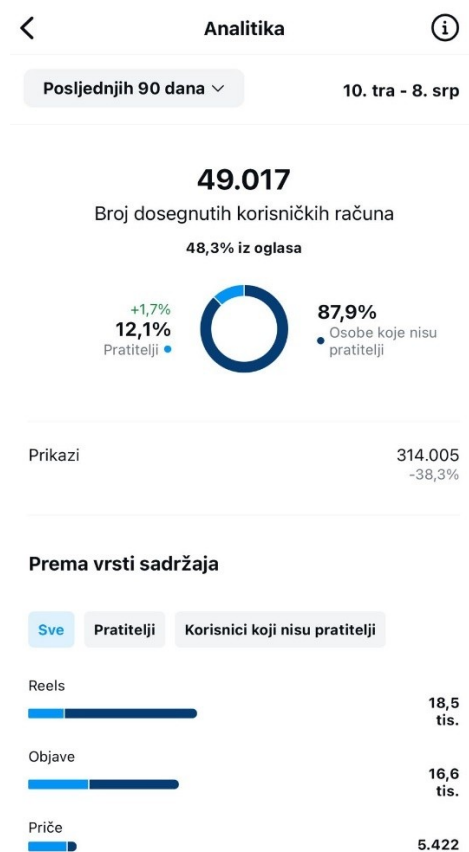 Analitika
Posljednjih 90 dana
10. tra - 8. srp
49.017
Broj dosegnutih korisničkih računa
48,3% iz oglasa
+1,7%
12,1%
Pratitelji
87,9%
Osobe koje nisu
pratitelji
Prikazi
314.005
-38,3%
Prema vrsti sadržaja
Sve
Pratitelji
Korisnici koji nisu pratitelji
Reels
18,5
tis.
Objave
16,6
tis.
Priče
5.422